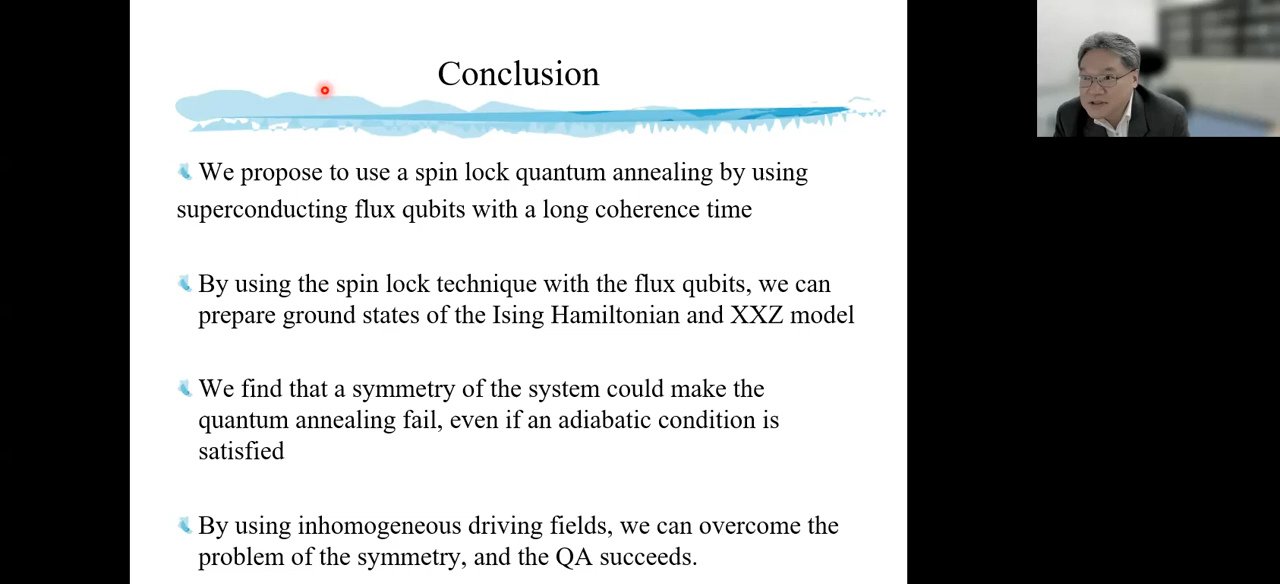 Conclusion
We propose to use a spin lock quantum annealing by using
superconducting flux qubits with a long coherence time
By using the spin lock technique with the flux qubits, we can
prepare ground states of the Ising Hamiltonian and XXZ model
We find that a symmetry of the system could make the
quantum annealing fail, even if an adiabatic condition is
satisfied
By using inhomogeneous driving fields, we can overcome the
problem of the symmetry, and the QA succeeds.